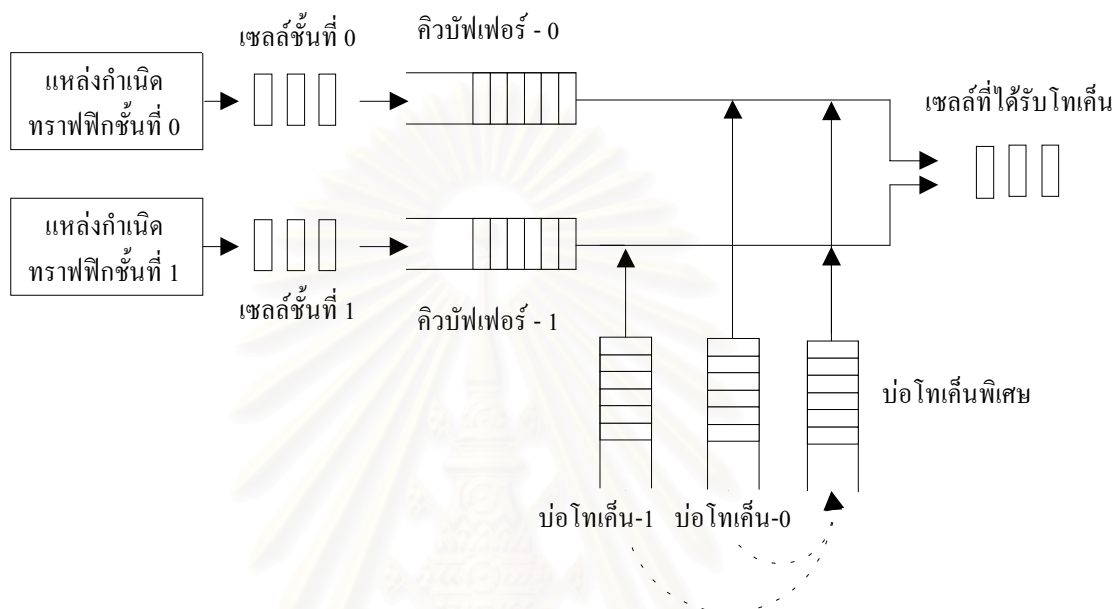 เซลล์ชั้นที่ 0
คิวบัฟเฟอร์ - 0
แหล่งกำเนิด
ทราฟฟิกชั้นที่ 0
เซลล์ที่ได้รับโทเค็น
แหล่งกำเนิด
ทราฟฟิกชั้นที่ 1
เซลล์ชั้นที่ 1
คิวบัฟเฟอร์ - 1
บ่อโทเค็นพิเศษ
บ่อโทเค็น-1
บ่อโทเค็น-0